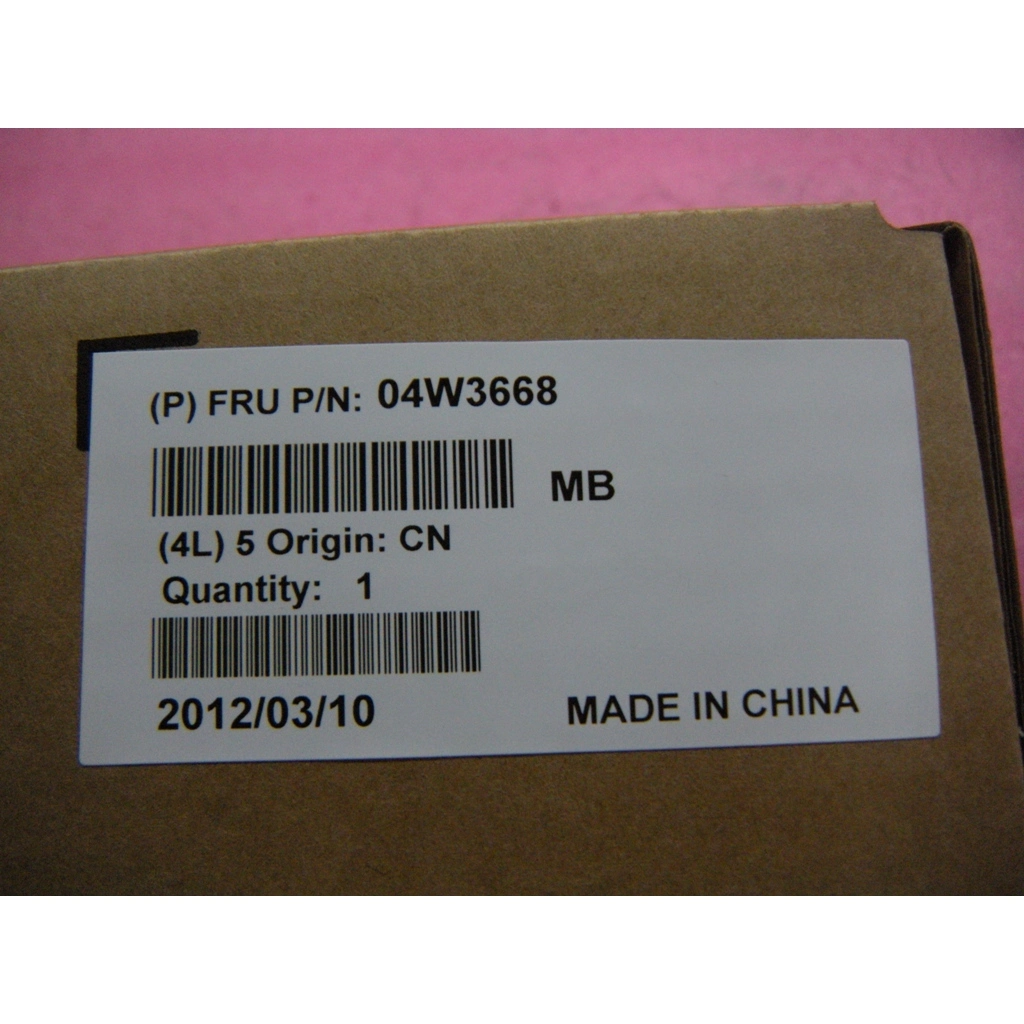 (P) FRU P/N: 04W3668
MB
(4L) 5 Origin: CN
Quantity: 1
2012/03/10
MADE IN CHINA